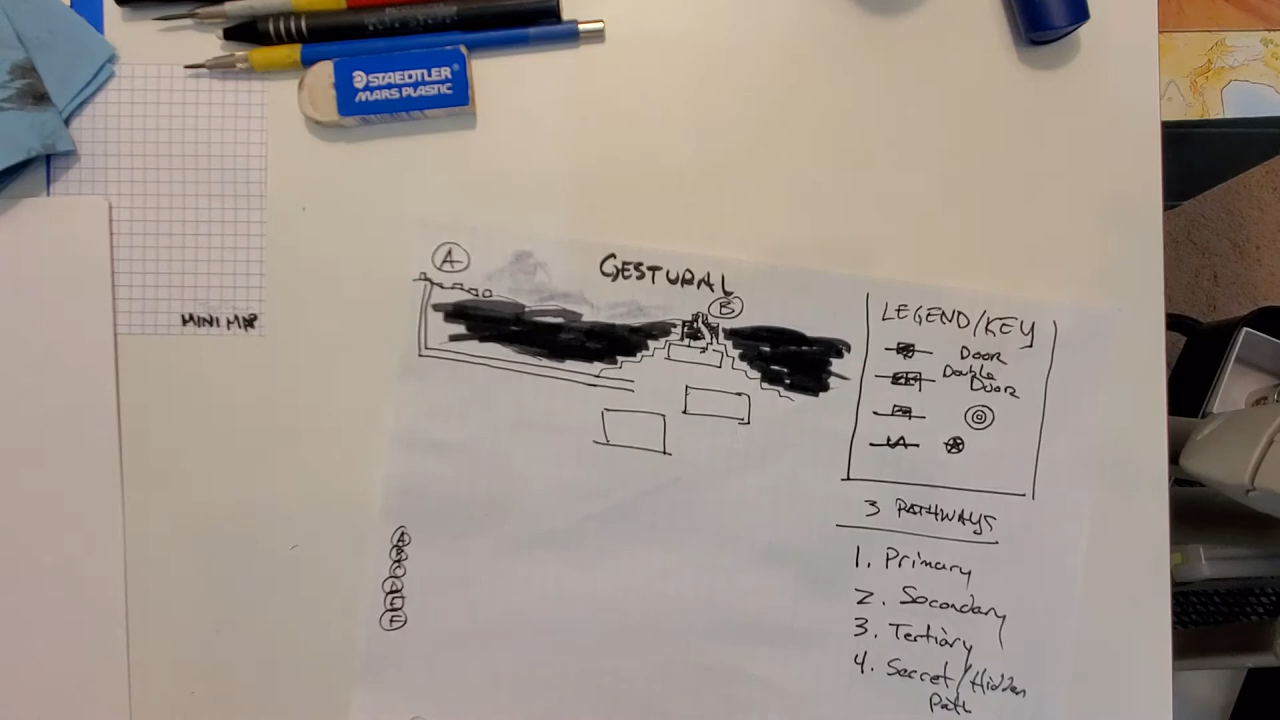 STAEDTLER
MARS PLASTIC
MINI MAP
A
GESTURAL
B
LEGEND/KEY
DOOR
Double
DOOR
3 PATHWAYS
1. Primary
2. Socondary
3. Tertiary
4. Secret/Hidden
Path
A
B
C
F